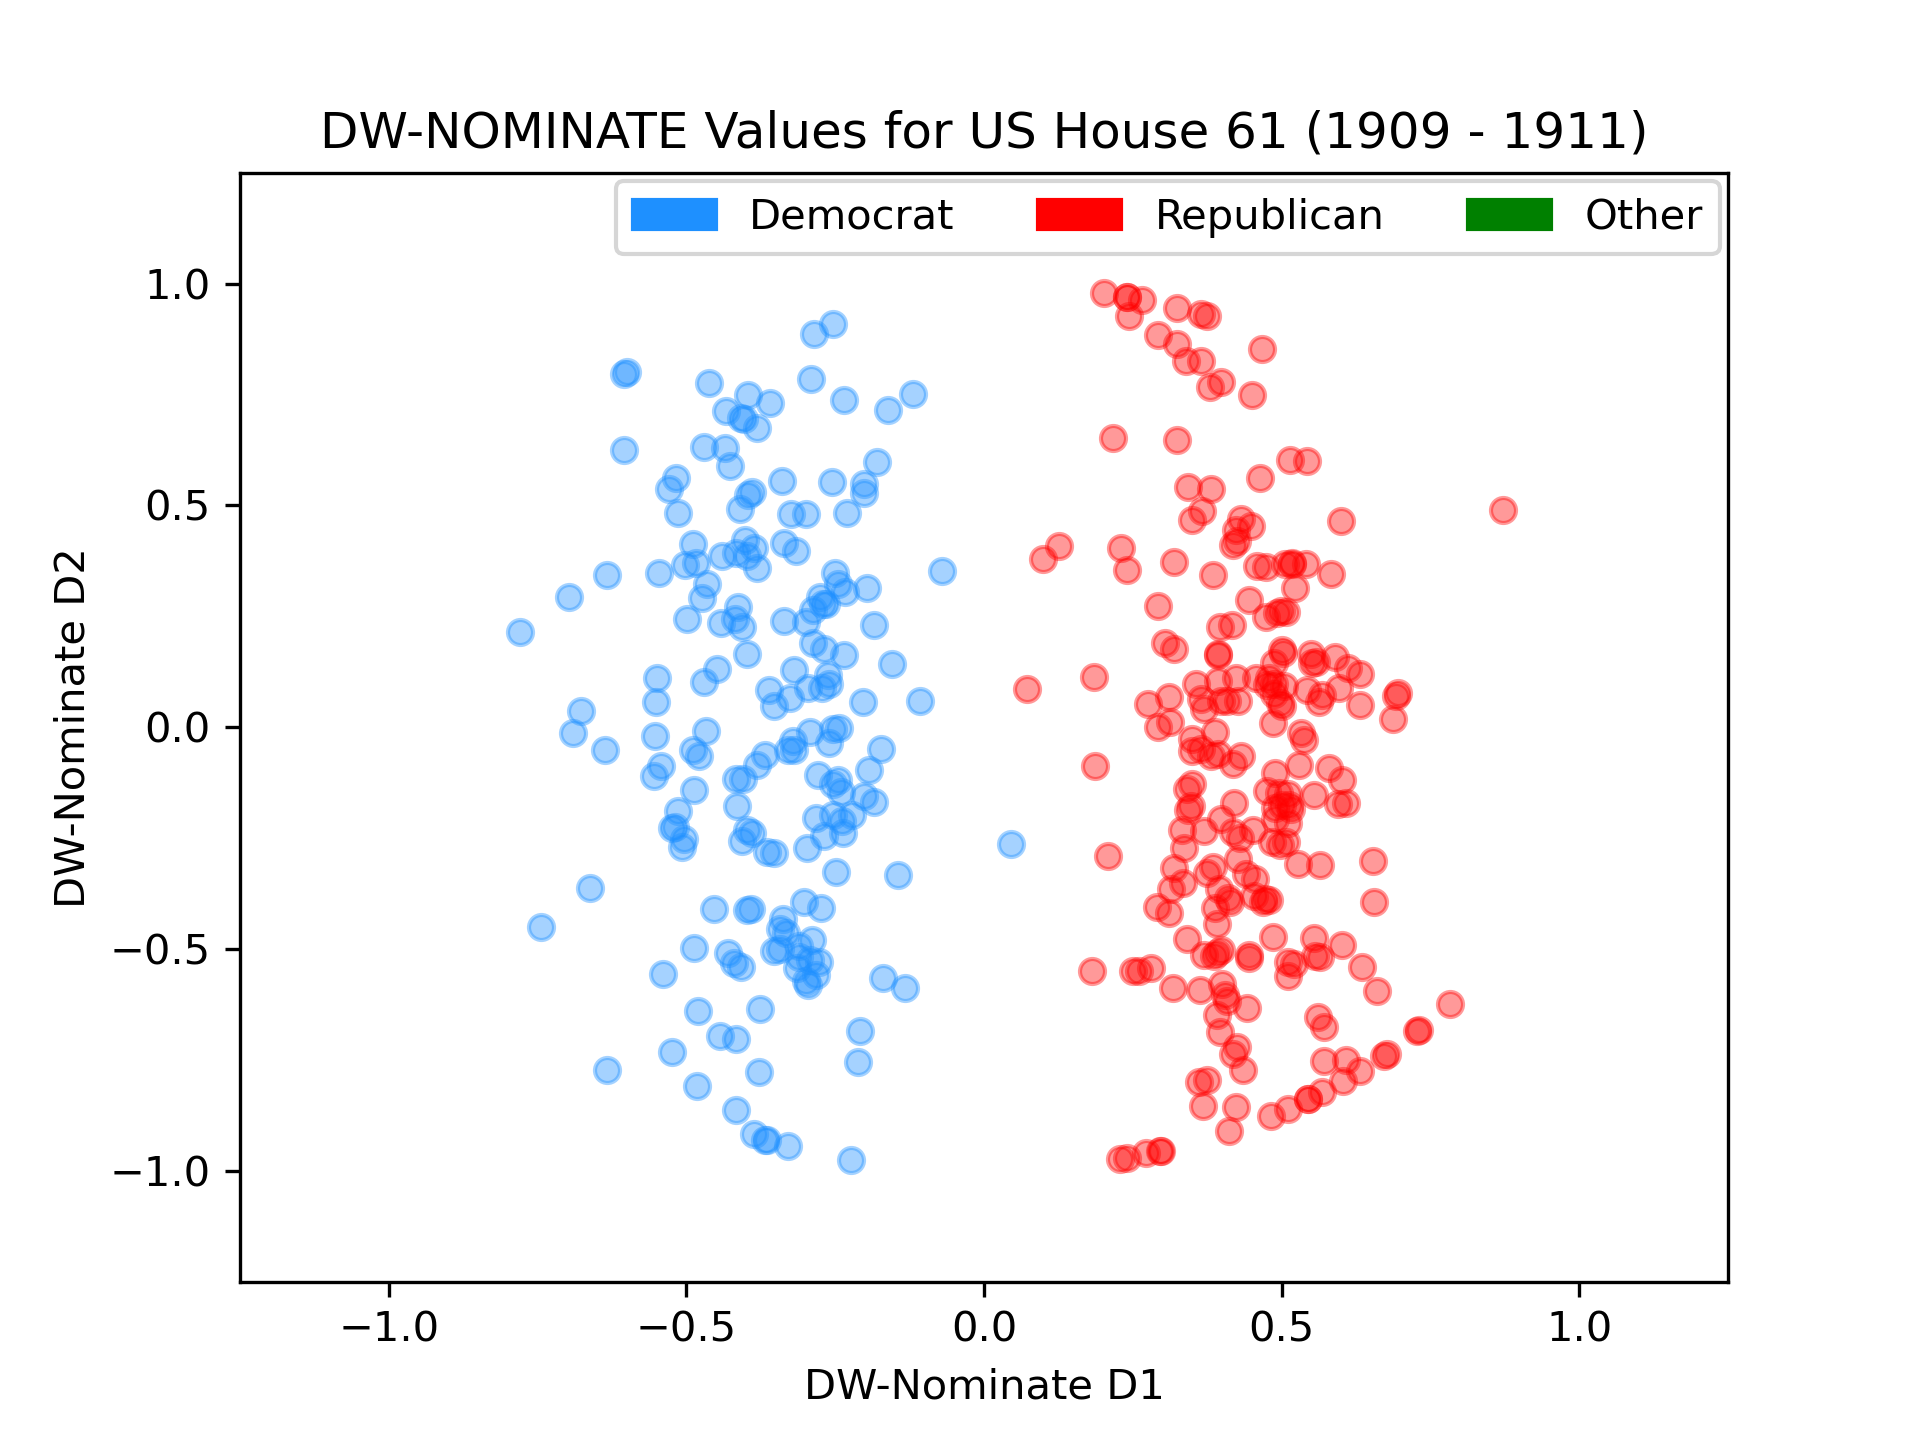 DW-NOMINATE Values for US House 61 (1909 - 1911)
Democrat Republican Other
1.0
0.5
0.0
−0.5
−1.0
DW-Nominate D2
−1.0 −0.5 0.0 0.5 1.0
DW-Nominate D1